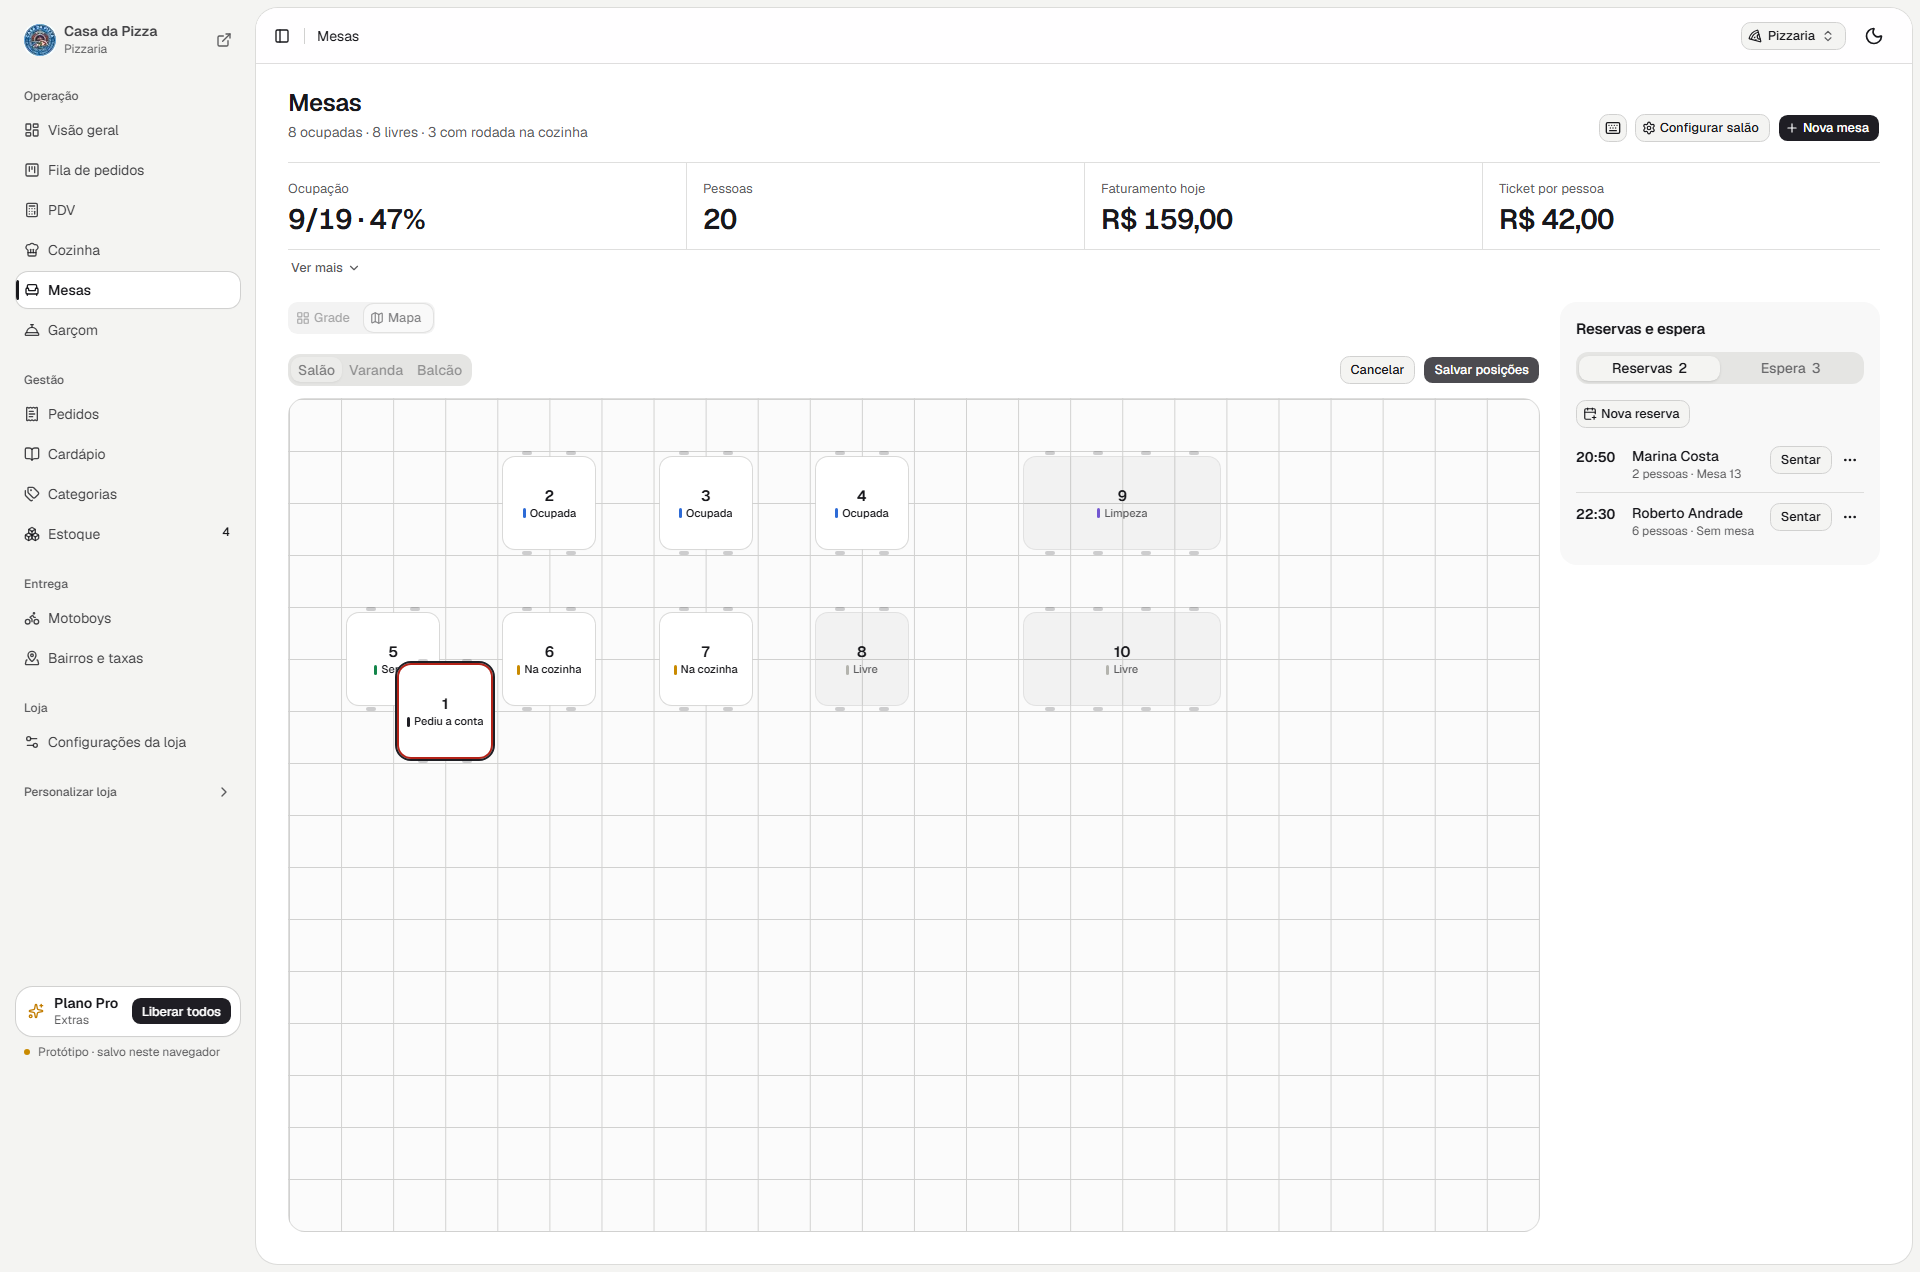 Casa da Pizza
Pizzaria
Operação
Visão geral
Fila de pedidos
PDV
Cozinha
Mesas
Garçom
Gestão
Pedidos
Cardápio
Categorias
Estoque 4
Entrega
Motoboys
Bairros e taxas
Loja
Configurações da loja
Personalizar loja
Plano Pro
Extras
Liberar todos
Protótipo · salvo neste navegador
Mesas
Pizzaria
Mesas
8 ocupadas · 8 livres · 3 com rodada na cozinha
Configurar salão
Nova mesa
Ocupação
9/19 · 47%
Pessoas
20
Faturamento hoje
R$ 159,00
Ticket por pessoa
R$ 42,00
Ver mais
Grade Mapa
Salão Varanda Balcão
Cancelar Salvar posições
2
Ocupada
3
Ocupada
4
Ocupada
9
Limpeza
5
6
Na cozinha
7
Na cozinha
8
Livre
10
Livre
1
Pediu a conta
Reservas e espera
Reservas 2 Espera 3
Nova reserva
20:50 Marina Costa
2 pessoas · Mesa 13
Sentar
22:30 Roberto Andrade
6 pessoas · Sem mesa
Sentar